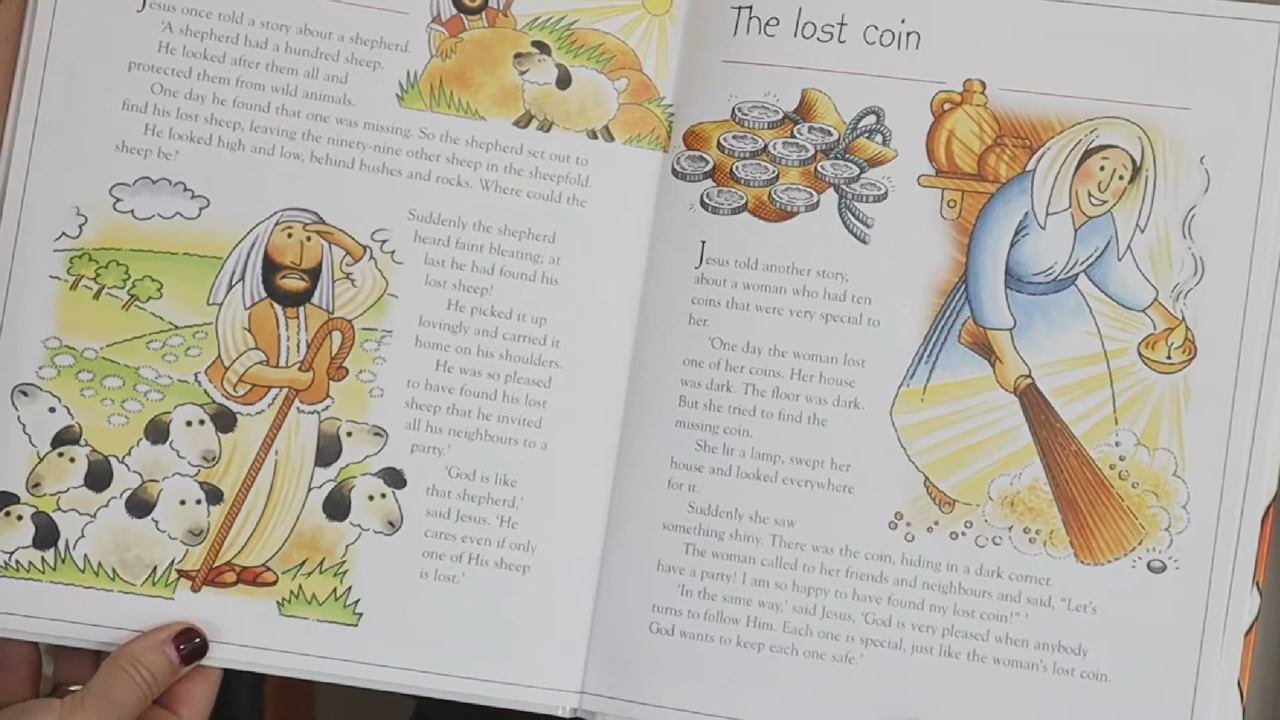 Jesus once told a story about a shepherd.
'A shepherd had a hundred sheep.
He looked after them all and
protected them from wild animals.
One day he found that one was missing. So the shepherd set out to
find his lost sheep, leaving the ninety-nine other sheep in the sheepfold.
He looked high and low, behind bushes and rocks. Where could the
sheep be?
Suddenly the shepherd
heard faint bleating; at
last he had found his
lost sheep!
He picked it up
lovingly and carried it
home on his shoulders.
He was so pleased
to have found his lost
sheep that he invited
all his neighbours to a
party.'
'God is like
that shepherd,'
said Jesus. 'He
cares even if only
one of His sheep
is lost.'
The lost coin
Jesus told another story,
about a woman who had ten
coins that were very special to
her.
'One day the woman lost
one of her coins. Her house
was dark. The floor was dark.
But she tried to find the
missing coin.
She lit a lamp, swept her
house and looked everywhere
for it.
Suddenly she saw
something shiny. There was the coin, hiding in a dark corner.
The woman called to her friends and neighbours and said, "Let's
have a party! I am so happy to have found my lost coin!" '
'In the same way,' said Jesus, 'God is very pleased when anybody
turns to follow Him. Each one is special, just like the woman's lost coin.
God wants to keep each one safe.'